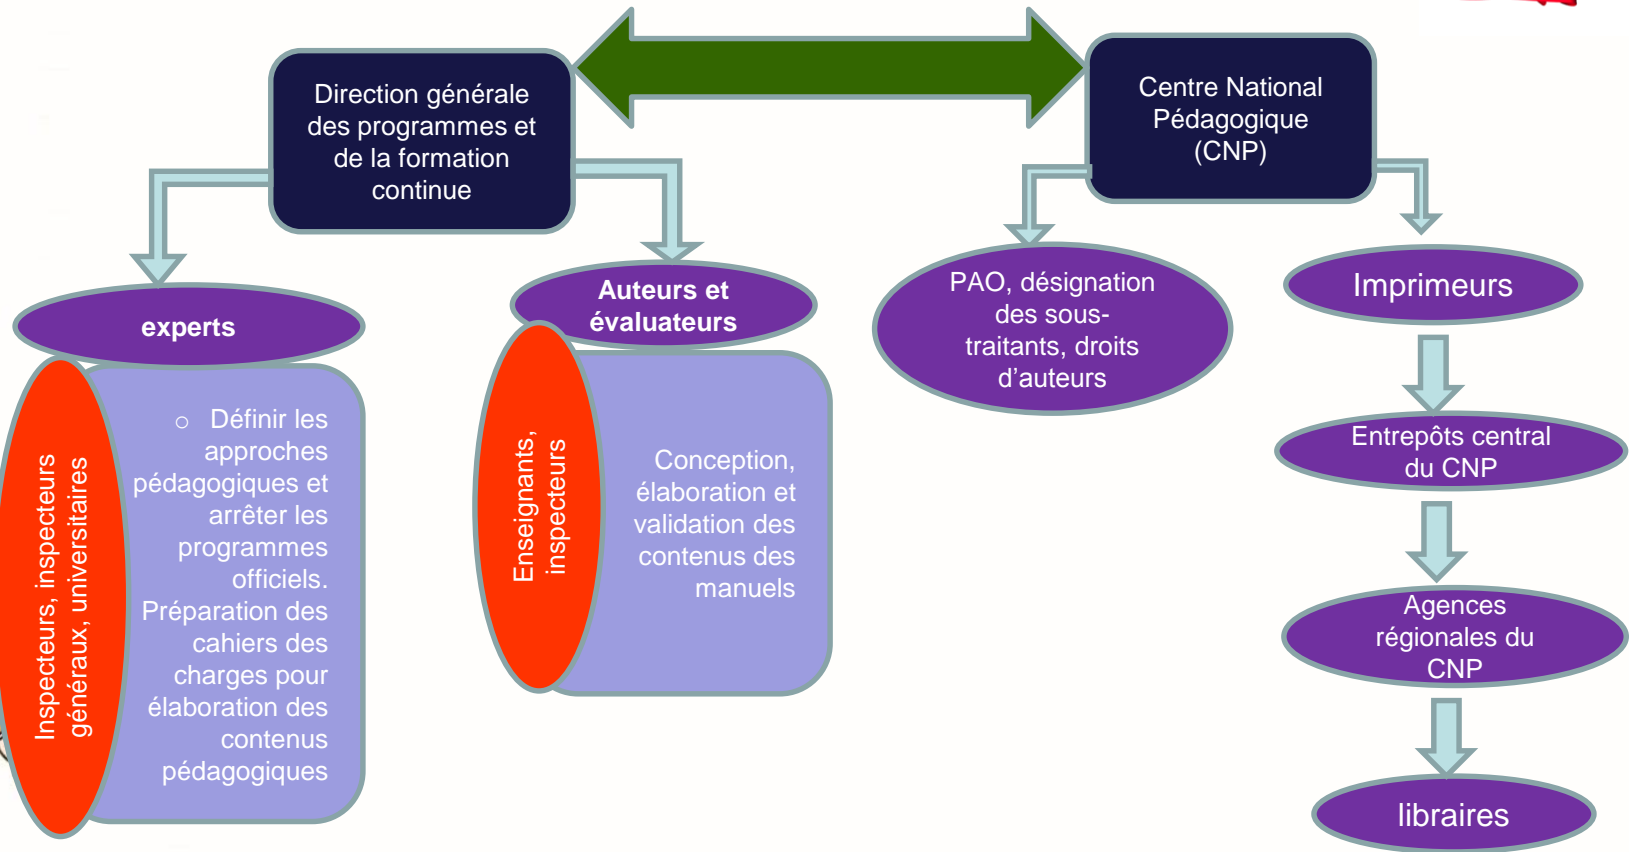 Direction générale
des programmes et
de la formation
continue
Centre National
Pédagogique
(CNP)
experts
Inspecteurs, inspecteurs
généraux, universitaires
o Définir les
approches
pédagogiques et
arrêter les
programmes
officiels.
Préparation des
cahiers des
charges pour
élaboration des
contenus
pédagogiques
Auteurs et
évaluateurs
Enseignants,
inspecteurs
Conception,
élaboration et
validation des
contenus des
manuels
PAO, désignation
des sous-
traitants, droits
d’auteurs
Imprimeurs
Entrepôts central
du CNP
Agences
régionales du
CNP
libraires